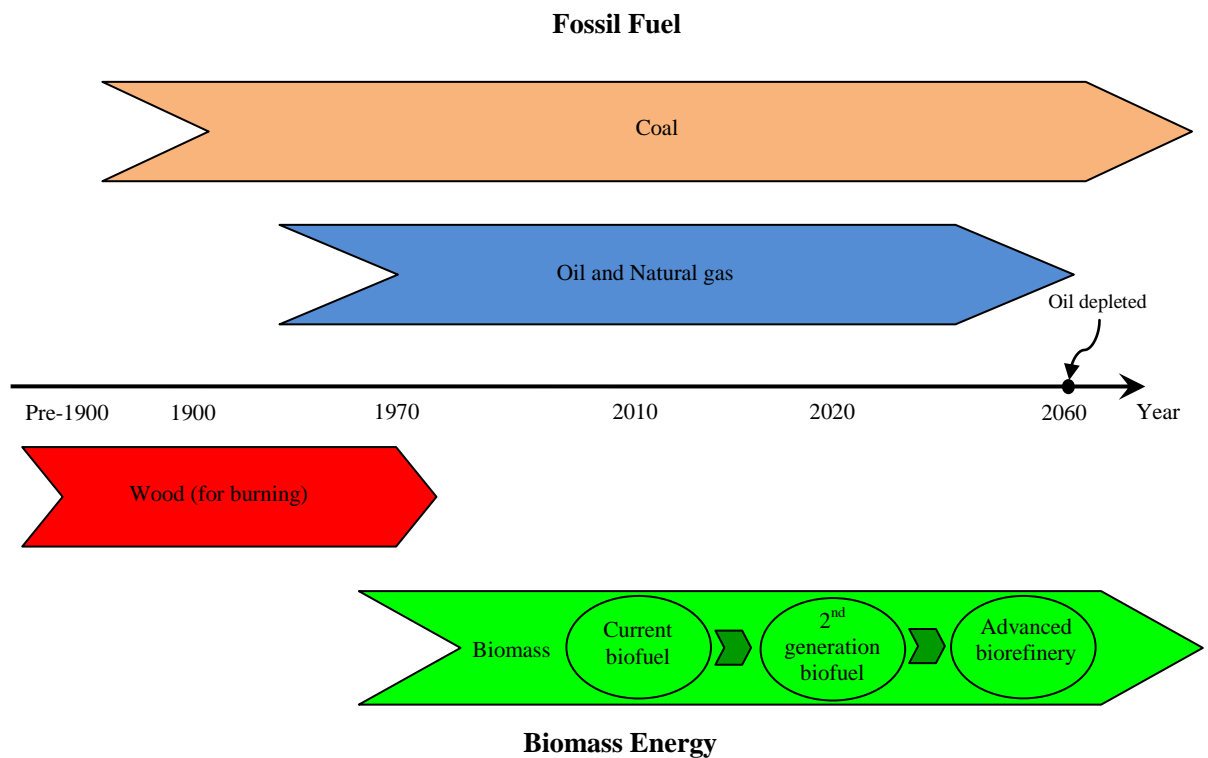 Fossil Fuel
Coal
Oil and Natural gas
Oil depleted
Pre-1900 1900 1970 2010 2020 2060 Year
Wood (for burning)
Biomass
Current
biofuel
2nd
generation
biofuel
Advanced
biorefinery
Biomass Energy